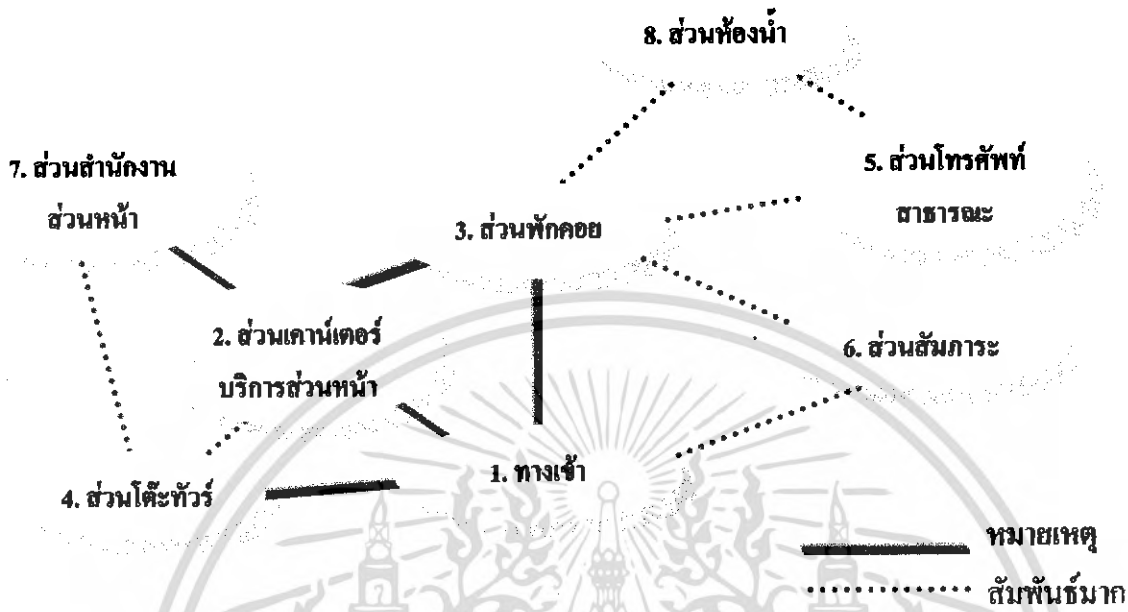 8. ส่วนห้องน้ำ
7. ส่วนสำนักงาน
ส่วนหน้า
5. ส่วนโทรศัพท์
สาธารณะ
3. ส่วนพักคอย
2. ส่วนเคาน์เตอร์
บริการส่วนหน้า
6. ส่วนสัมภาระ
1. ทางเข้า
4. ส่วนโต๊ะทัวร์
หมายเหตุ
สัมพันธ์มาก